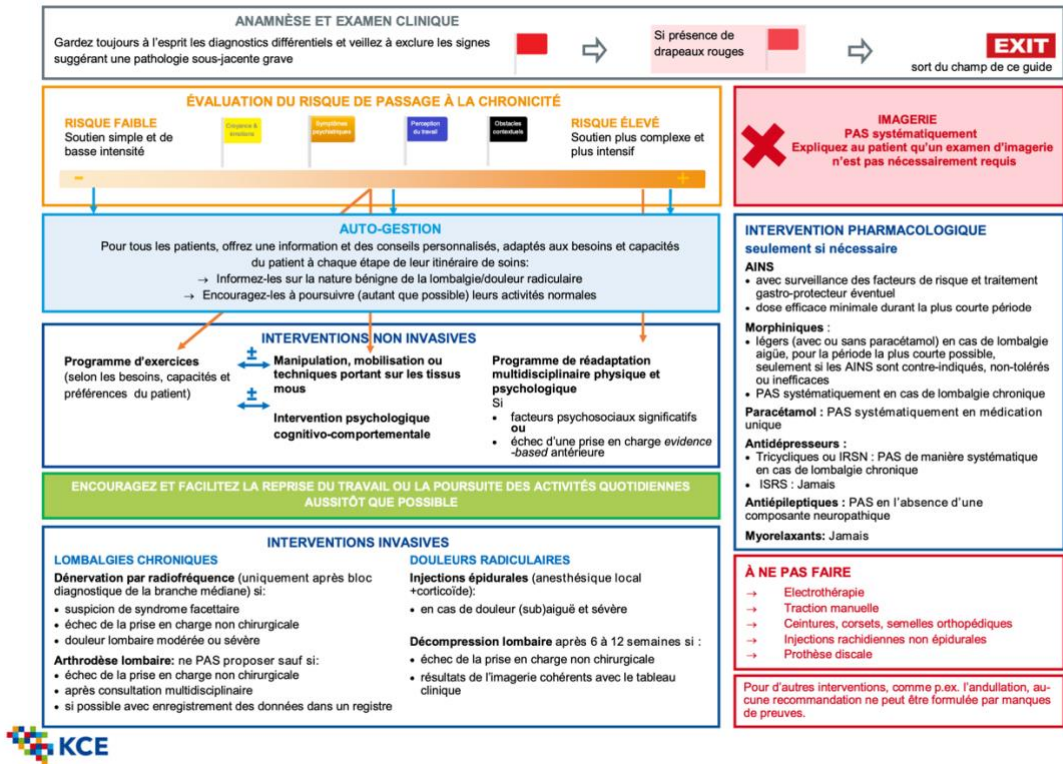 ANAMNÈSE ET EXAMEN CLINIQUE
Gardez toujours à l'esprit les diagnostics différentiels et veillez à exclure les signes
suggérant une pathologie sous-jacente grave
Si présence de
drapeaux rouges
EXIT
sort du champ de ce guide
ÉVALUATION DU RISQUE DE PASSAGE À LA CHRONICITÉ
RISQUE FAIBLE
Soutien simple et de
basse intensité
Croyance &
émotions
Symptômes
psychiatriques
Perception
du travail
Obstacles
contextuels
RISQUE ÉLEVÉ
Soutien plus complexe et
plus intensif
-
+
IMAGERIE
PAS systématiquement
Expliquez au patient qu'un examen d'imagerie
n'est pas nécessairement requis
AUTO-GESTION
Pour tous les patients, offrez une information et des conseils personnalisés, adaptés aux besoins et capacités
du patient à chaque étape de leur itinéraire de soins:
→ Informez-les sur la nature bénigne de la lombalgie/douleur radiculaire
→ Encouragez-les à poursuivre (autant que possible) leurs activités normales
INTERVENTIONS NON INVASIVES
Programme d'exercices
(selon les besoins, capacités et
préférences du patient)
±
±
Manipulation, mobilisation ou
techniques portant sur les tissus
mous
Intervention psychologique
cognitivo-comportementale
Programme de réadaptation
multidisciplinaire physique et
psychologique
Si
• facteurs psychosociaux significatifs
ou
• échec d'une prise en charge evidence
-based antérieure
ENCOURAGEZ ET FACILITEZ LA REPRISE DU TRAVAIL OU LA POURSUITE DES ACTIVITÉS QUOTIDIENNES
AUSSITÔT QUE POSSIBLE
INTERVENTIONS INVASIVES
LOMBALGIES CHRONIQUES
Dénervation par radiofréquence (uniquement après bloc
diagnostique de la branche médiane) si:
• suspicion de syndrome facettaire
• échec de la prise en charge non chirurgicale
• douleur lombaire modérée ou sévère
Arthrodèse lombaire: ne PAS proposer sauf si:
• échec de la prise en charge non chirurgicale
• après consultation multidisciplinaire
• si possible avec enregistrement des données dans un registre
DOULEURS RADICULAIRES
Injections épidurales (anesthésique local
+corticoïde):
• en cas de douleur (sub)aiguë et sévère
Décompression lombaire après 6 à 12 semaines si :
• échec de la prise en charge non chirurgicale
• résultats de l'imagerie cohérents avec le tableau
clinique
INTERVENTION PHARMACOLOGIQUE
seulement si nécessaire
AINS
• avec surveillance des facteurs de risque et traitement
gastro-protecteur éventuel
• dose efficace minimale durant la plus courte période
Morphiniques :
• légers (avec ou sans paracétamol) en cas de lombalgie
aigüe, pour la période la plus courte possible,
seulement si les AINS sont contre-indiqués, non-tolérés
ou inefficaces
• PAS systématiquement en cas de lombalgie chronique
Paracétamol : PAS systématiquement en médication
unique
Antidépresseurs :
• Tricycliques ou IRSN : PAS de manière systématique
en cas de lombalgie chronique
• ISRS : Jamais
Antiépileptiques : PAS en l'absence d'une
composante neuropathique
Myorelaxants: Jamais
À NE PAS FAIRE
→ Electrothérapie
→ Traction manuelle
→ Ceintures, corsets, semelles orthopédiques
→ Injections rachidiennes non épidurales
→ Prothèse discale
Pour d'autres interventions, comme p.ex. l'andullation, au-
cune recommandation ne peut être formulée par manques
de preuves.
KCE